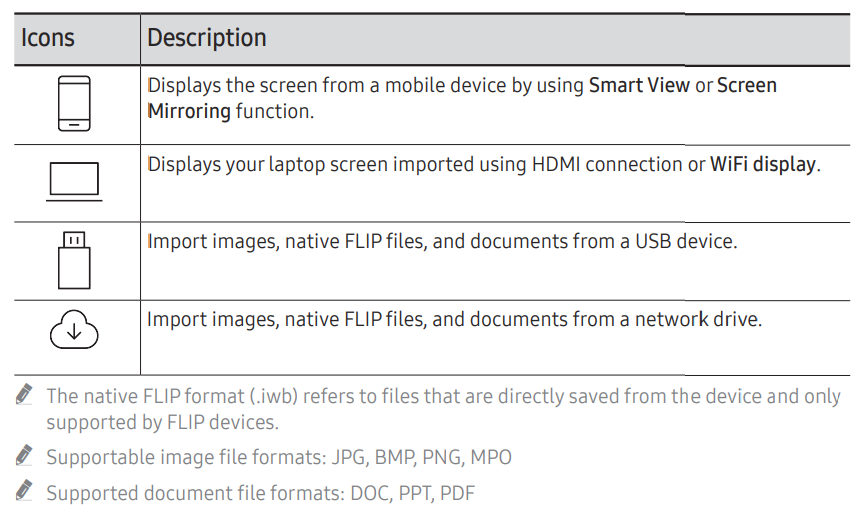 Icons Description
Displays the screen from a mobile device by using Smart View or Screen
Mirroring function.
Displays your laptop screen imported using HDMI connection or WiFi display.
Import images, native FLIP files, and documents from a USB device.
Import images, native FLIP files, and documents from a network drive.
The native FLIP format (.iwb) refers to files that are directly saved from the device and only
supported by FLIP devices.
Supportable image file formats: JPG, BMP, PNG, MPO
Supported document file formats: DOC, PPT, PDF